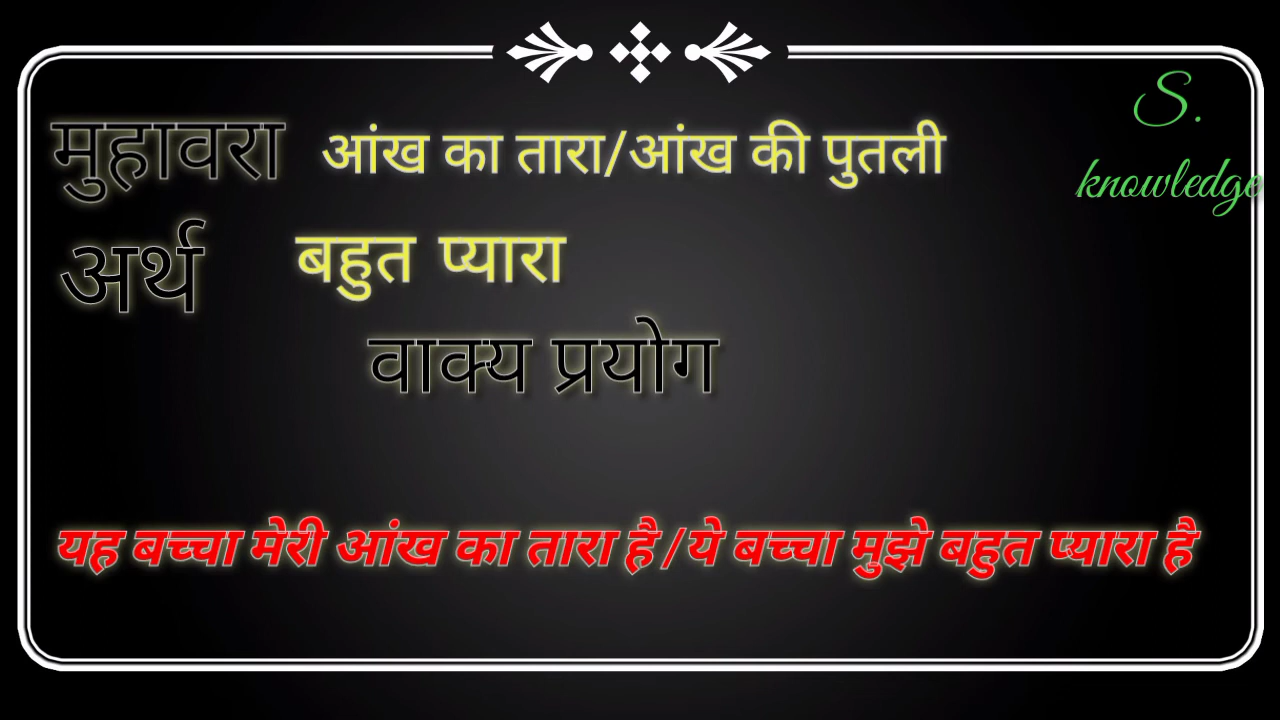 S.
knowledge
मुहावरा आंख का तारा/आंख की पुतली
अर्थ बहुत प्यारा
वाक्य प्रयोग
यह बच्चा मेरी आंख का तारा है /ये बच्चा मुझे बहुत प्यारा है